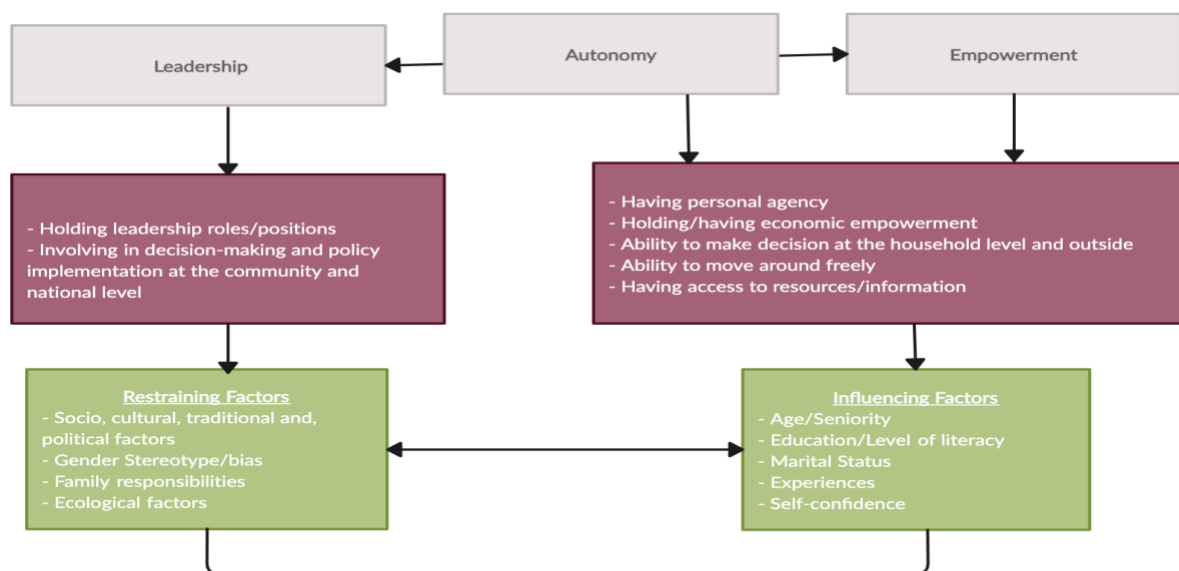 Leadership
Autonomy
Empowerment
- Holding leadership roles/positions
- Involving in decision-making and policy
implementation at the community and
national level
- Having personal agency
- Holding/having economic empowerment
- Ability to make decision at the household level and outside
- Ability to move around freely
- Having access to resources/information
Restraining Factors
- Socio, cultural, traditional and,
political factors
- Gender Stereotype/bias
- Family responsibilities
- Ecological factors
Influencing Factors
- Age/Seniority
- Education/Level of literacy
- Marital Status
- Experiences
- Self-confidence